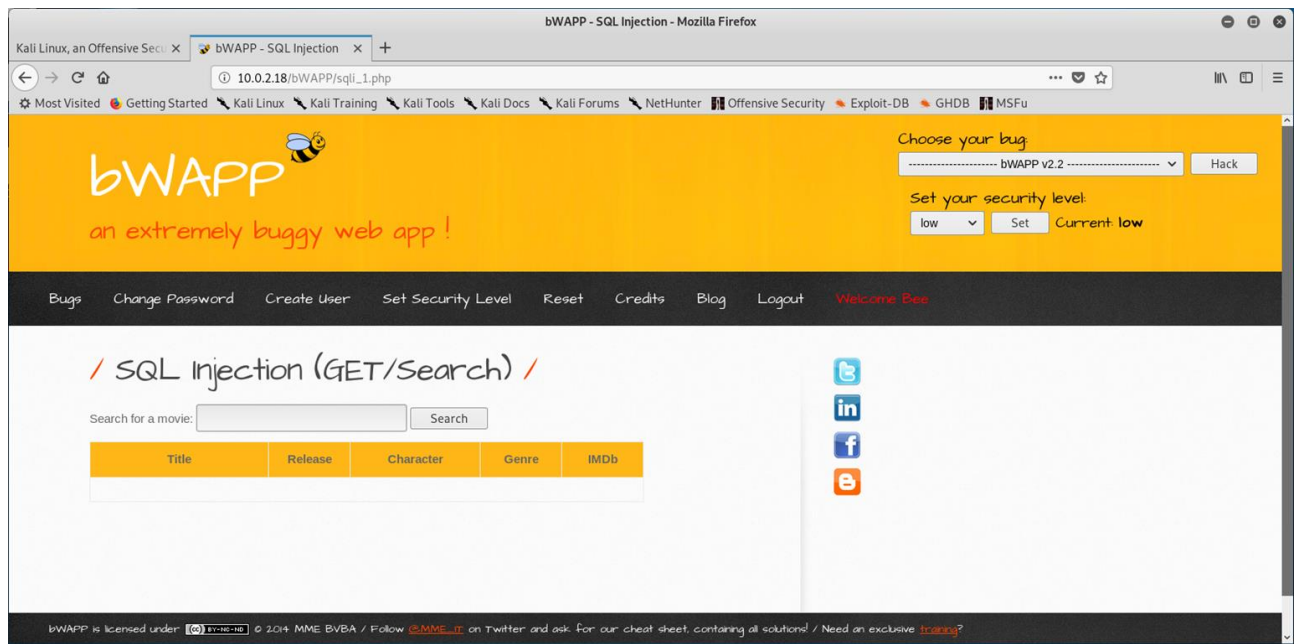 bWAPP - SQL Injection - Mozilla Firefox
Kali Linux, an Offensive Secu
bWAPP - SQL Injection
10.0.2.18/bWAPP/sqli_1.php
Most Visited Getting Started Kali Linux Kali Training Kali Tools Kali Docs Kali Forums NetHunter Offensive Security Exploit-DB GHDB MSFu
bWAPP
an extremely buggy web app !
Choose your bug:
---------------------- bWAPP v2.2 ----------------------- Hack
Set your security level:
low Set Current: low
Bugs Change Password Create User Set Security Level Reset Credits Blog Logout Welcome Bee
/ SQL Injection (GET/Search) /
Search for a movie: Search
Title Release Character Genre IMDb
bWAPP is licensed under (cc) BY-NC-ND © 2014 MME BVBA / Follow @MME_IT on Twitter and ask for our cheat sheet, containing all solutions! / Need an exclusive training?